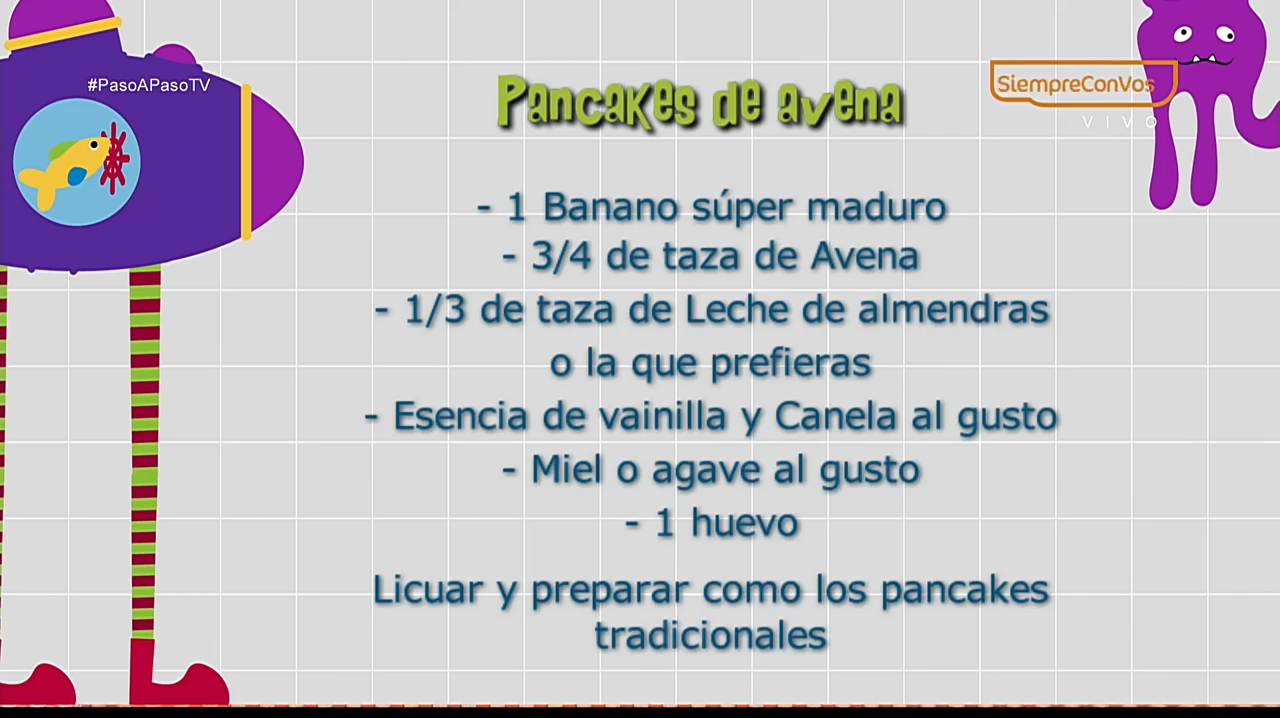 #PasoAPasoTV
SiempreConVos
VIVO
Pancakes de avena
- 1 Banano súper maduro
- 3/4 de taza de Avena
- 1/3 de taza de Leche de almendras
o la que prefieras
- Esencia de vainilla y Canela al gusto
- Miel o agave al gusto
- 1 huevo
Licuar y preparar como los pancakes
tradicionales